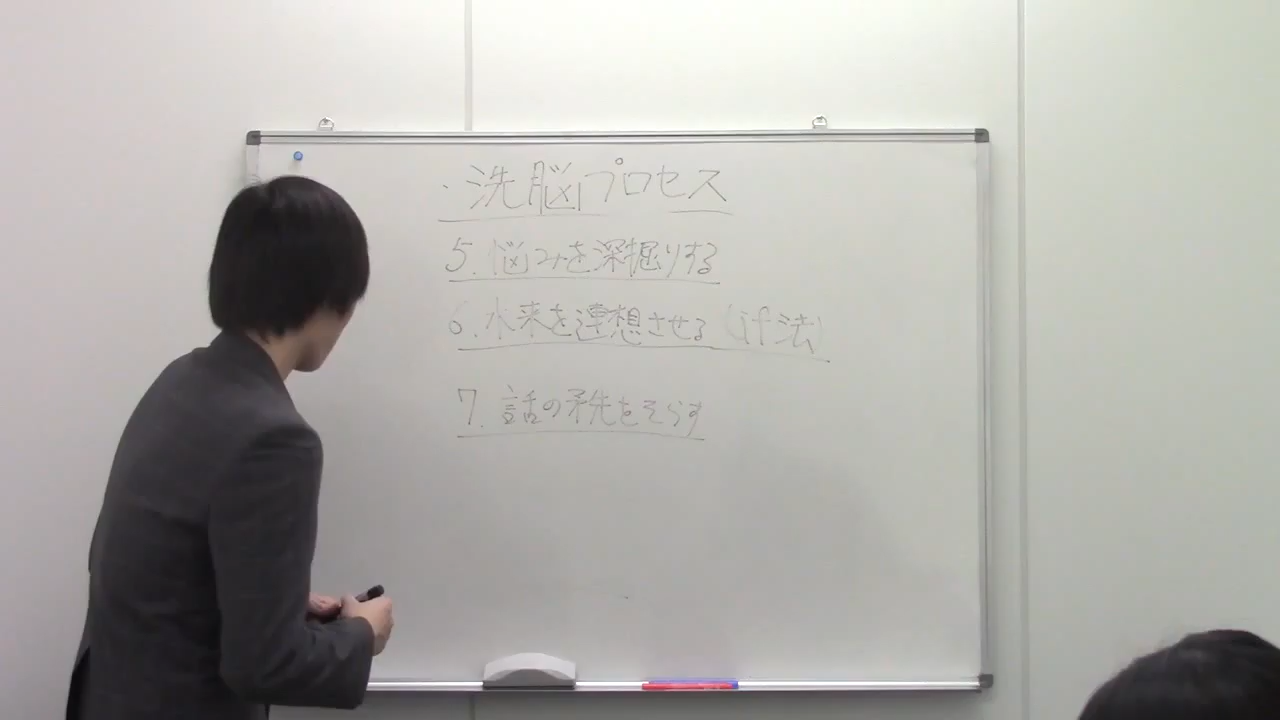 ・洗脳プロセス
5. 悩みを深掘りする
6. 未来を連想させる (if法)
7. 話の矛先をそらす